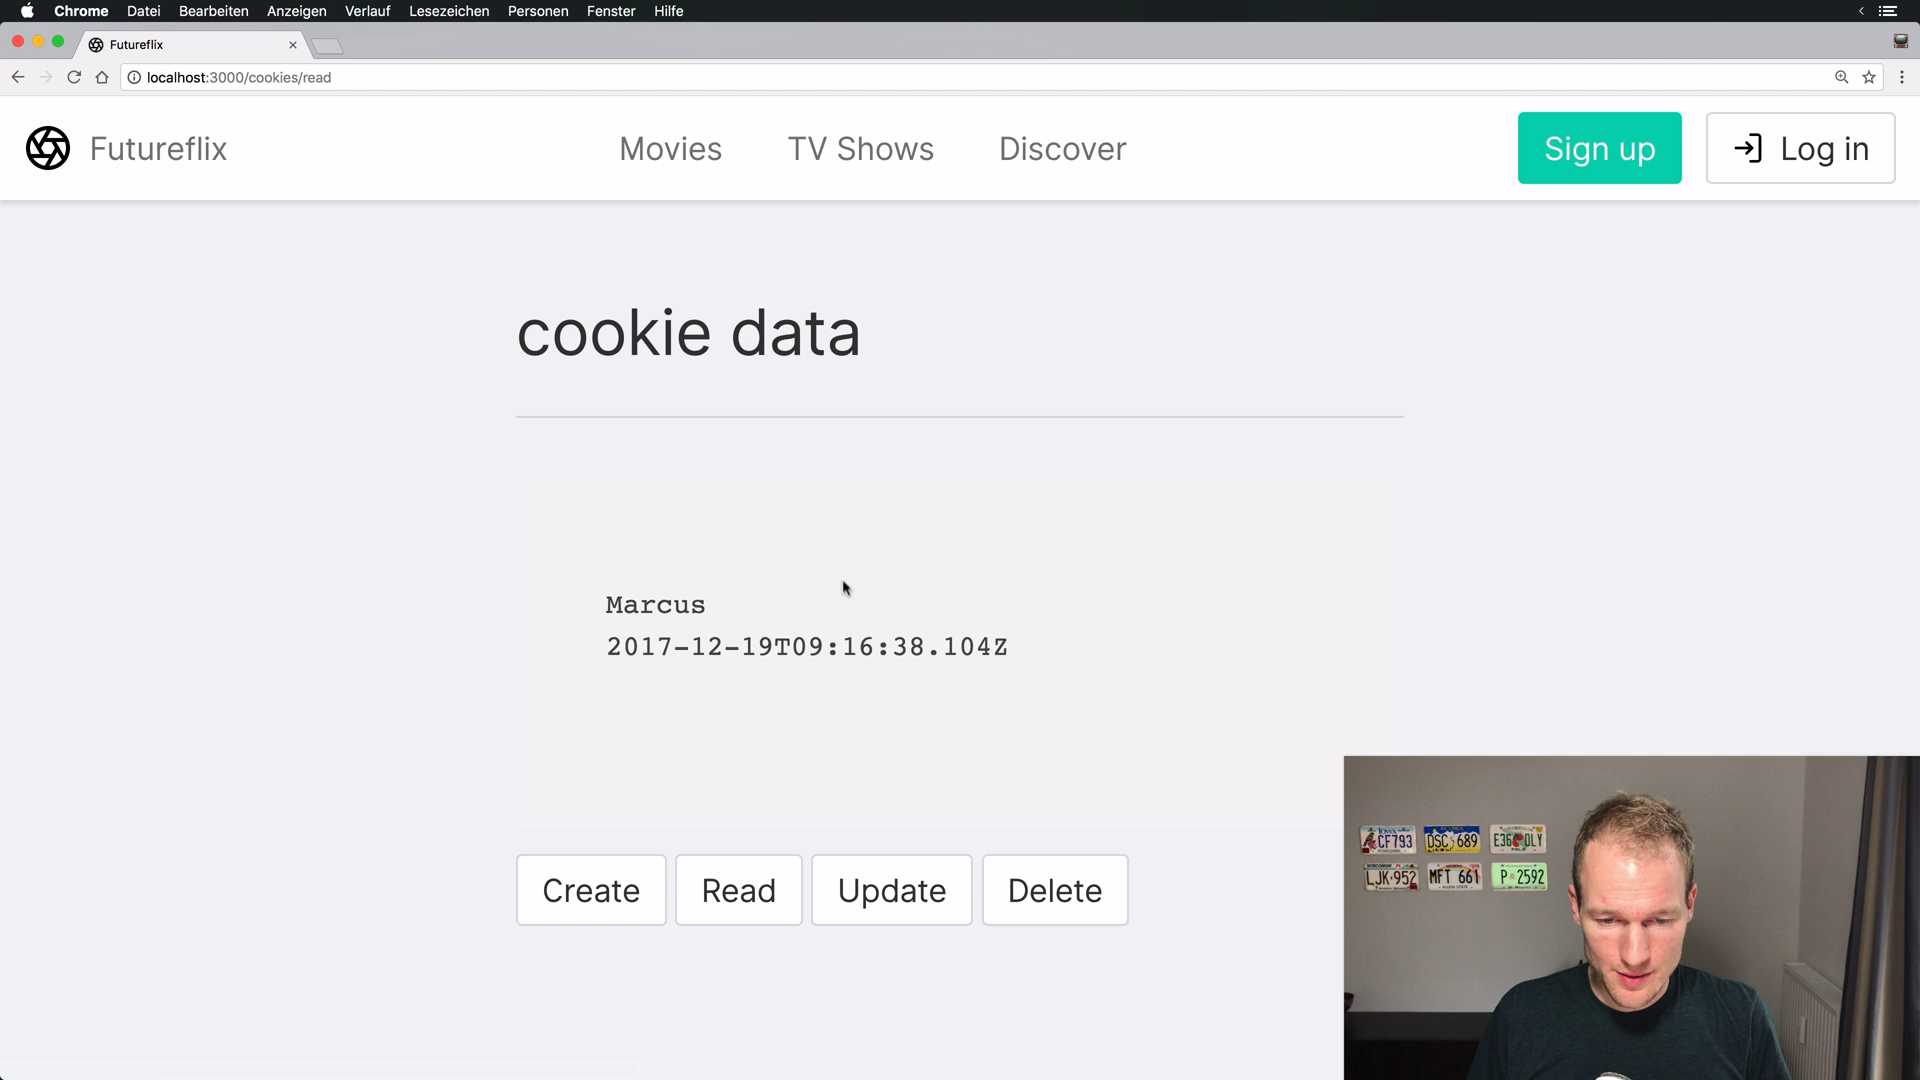 Chrome Datei Bearbeiten Anzeigen Verlauf Lesezeichen Personen Fenster Hilfe
Futureflix
localhost:3000/cookies/read
Futureflix Movies TV Shows Discover Sign up Log in
cookie data
Marcus
2017-12-19T09:16:38.104Z
Create Read Update Delete
CF793 DSC 689 E36 OLY
LJK 952 MFT 661 P 2592